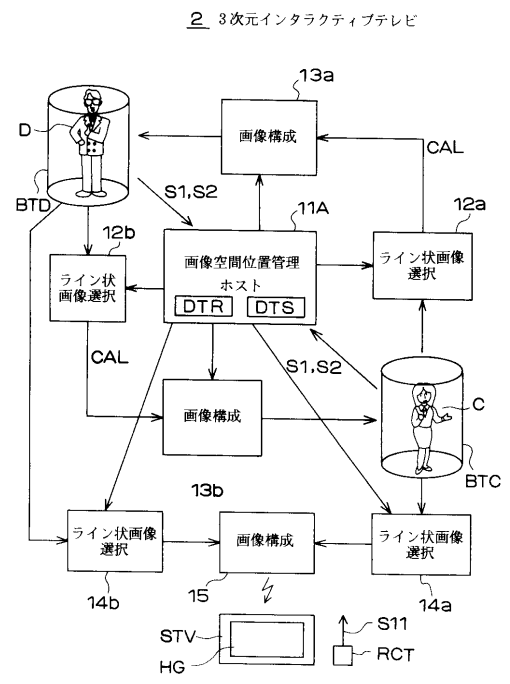 2 3次元インタラクティブテレビ
13a
画像構成
D
BTD
CAL
S1,S2
11A
12a
12b
ライン状
画像選択
画像空間位置管理
ホスト
DTR
DTS
ライン状画像
選択
CAL
S1,S2
画像構成
C
BTC
13b
ライン状画像
選択
画像構成
ライン状画像
選択
14b
15
14a
STV
HG
S11
RCT